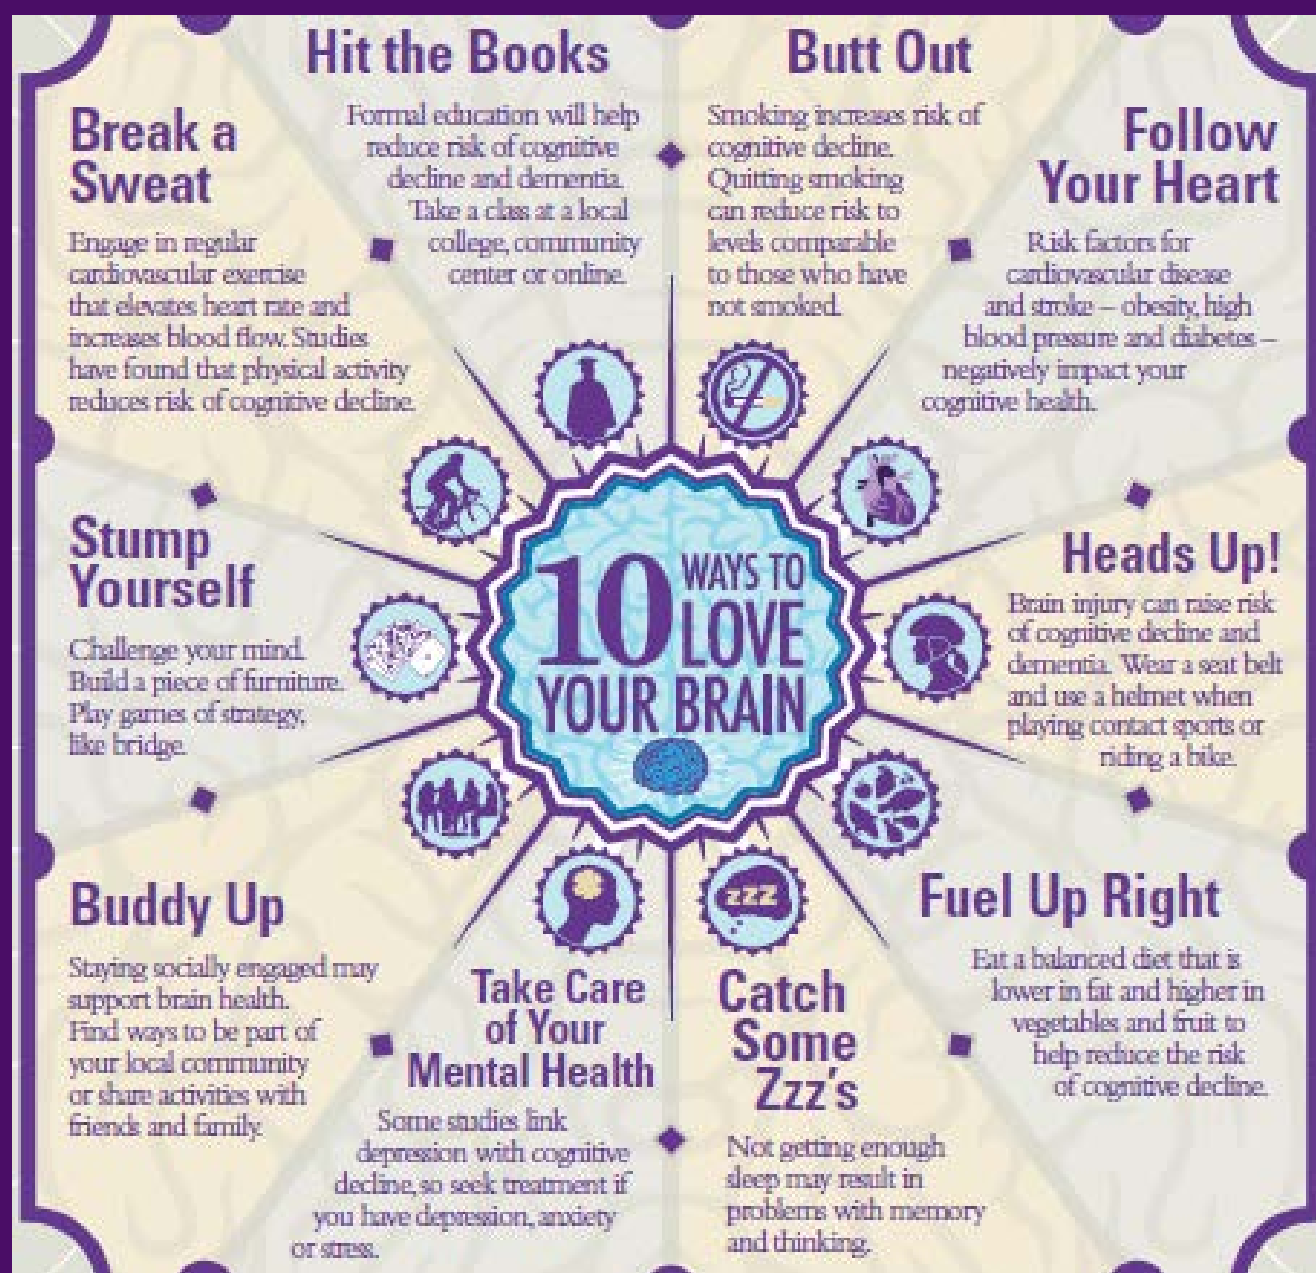 Hit the Books
Formal education will help
reduce risk of cognitive
decline and dementia.
Take a class at a local
college, community
center or online.
Butt Out
Smoking increases risk of
cognitive decline.
Quitting smoking
can reduce risk to
levels comparable
to those who have
not smoked.
Follow
Your Heart
Risk factors for
cardiovascular disease
and stroke – obesity, high
blood pressure and diabetes –
negatively impact your
cognitive health.
Heads Up!
Brain injury can raise risk
of cognitive decline and
dementia. Wear a seat belt
and use a helmet when
playing contact sports or
riding a bike.
Fuel Up Right
Eat a balanced diet that is
lower in fat and higher in
vegetables and fruit to
help reduce the risk
of cognitive decline.
Catch
Some
Zzz's
Not getting enough
sleep may result in
problems with memory
and thinking.
Take Care
of Your
Mental Health
Some studies link
depression with cognitive
decline, so seek treatment if
you have depression, anxiety
or stress.
Buddy Up
Staying socially engaged may
support brain health.
Find ways to be part of
your local community
or share activities with
friends and family.
Stump
Yourself
Challenge your mind.
Build a piece of furniture.
Play games of strategy,
like bridge.
Break a
Sweat
Engage in regular
cardiovascular exercise
that elevates heart rate and
increases blood flow. Studies
have found that physical activity
reduces risk of cognitive decline.
10 WAYS TO
LOVE
YOUR BRAIN
zzz